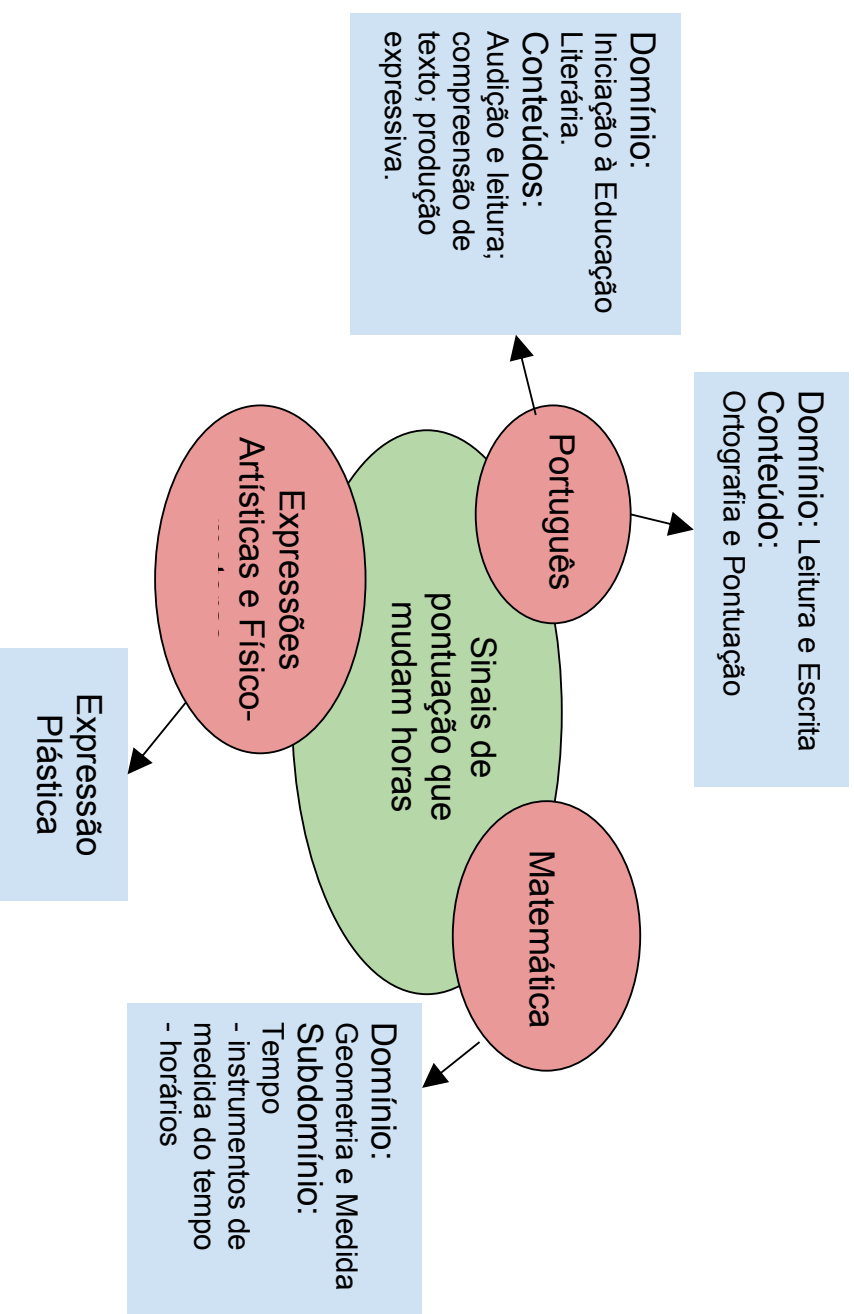 Domínio: Leitura e Escrita
Conteúdo:
Ortografia e Pontuação
Domínio:
Iniciação à Educação
Literária.
Conteúdos:
Audição e leitura;
compreensão de
texto; produção
expressiva.
Português
Matemática
Sinais de
pontuação que
mudam horas
Domínio:
Geometria e Medida
Subdomínio:
Tempo
- instrumentos de
medida do tempo
- horários
Expressões
Artísticas e Físico-
Expressão
Plástica